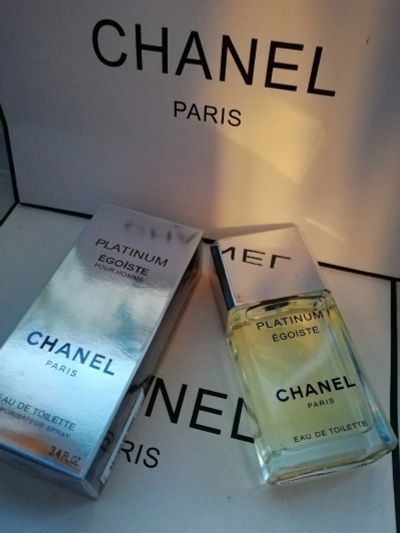 CHANEL
PARIS
PLATINUM
ÉGOÏSTE
POUR HOMME
CHANEL
PARIS
EAU DE TOILETTE
VAPORISATEUR SPRAY
3.4 FL.OZ
PLATINUM
ÉGOÏSTE
CHANEL
PARIS
EAU DE TOILETTE
NEL
RIS